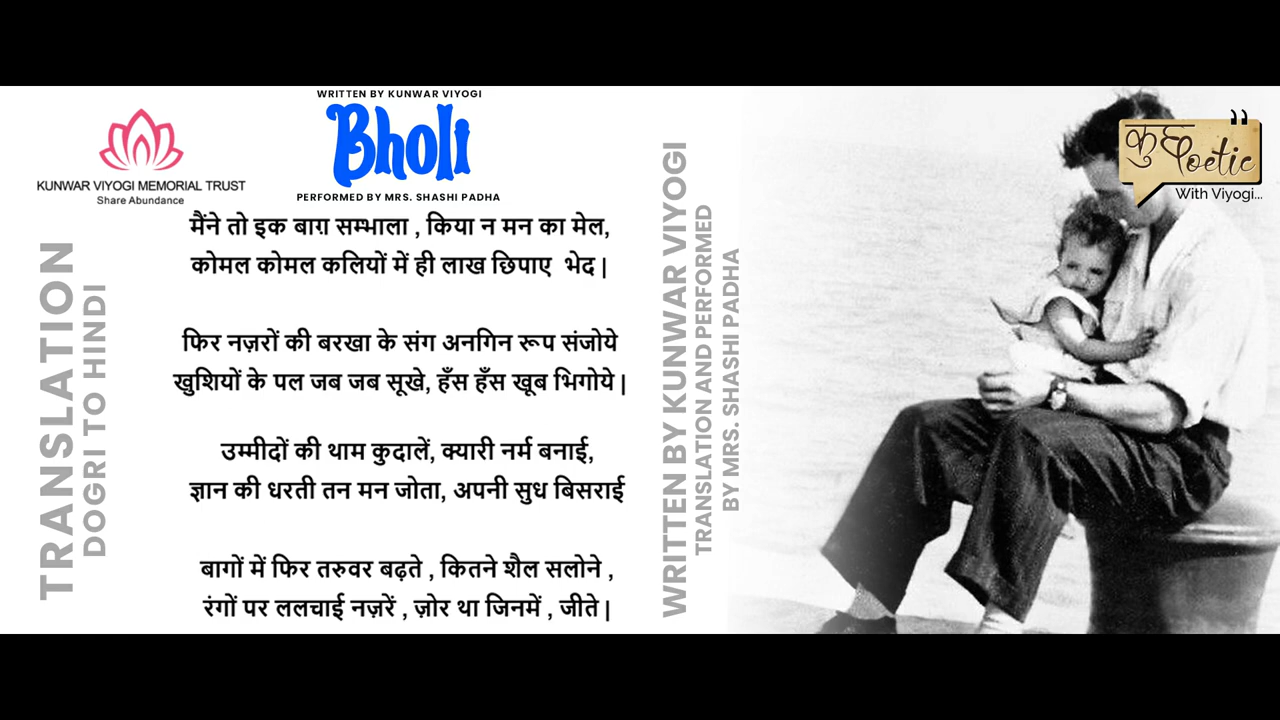 WRITTEN BY KUNWAR VIYOGI
Bholi
PERFORMED BY MRS. SHASHI PADHA
KUNWAR VIYOGI MEMORIAL TRUST
Share Abundance
TRANSLATION
DOGRI TO HINDI
मैंने तो इक बाग़ सम्भाला , किया न मन का मेल,
कोमल कोमल कलियों में ही लाख छिपाए भेद |
फिर नज़रों की बरखा के संग अनगिन रूप संजोये
खुशियों के पल जब जब सूखे, हँस हँस खूब भिगोये |
उम्मीदों की थाम कुदालें, क्यारी नर्म बनाई,
ज्ञान की धरती तन मन जोता, अपनी सुध बिसराई
बागों में फिर तरुवर बढ़ते , कितने शैल सलोने ,
रंगों पर ललचाई नज़रें , ज़ोर था जिनमें , जीते |
WRITTEN BY KUNWAR VIYOGI
TRANSLATION AND PERFORMED
BY MRS. SHASHI PADHA
कुछ Poetic
With Viyogi...